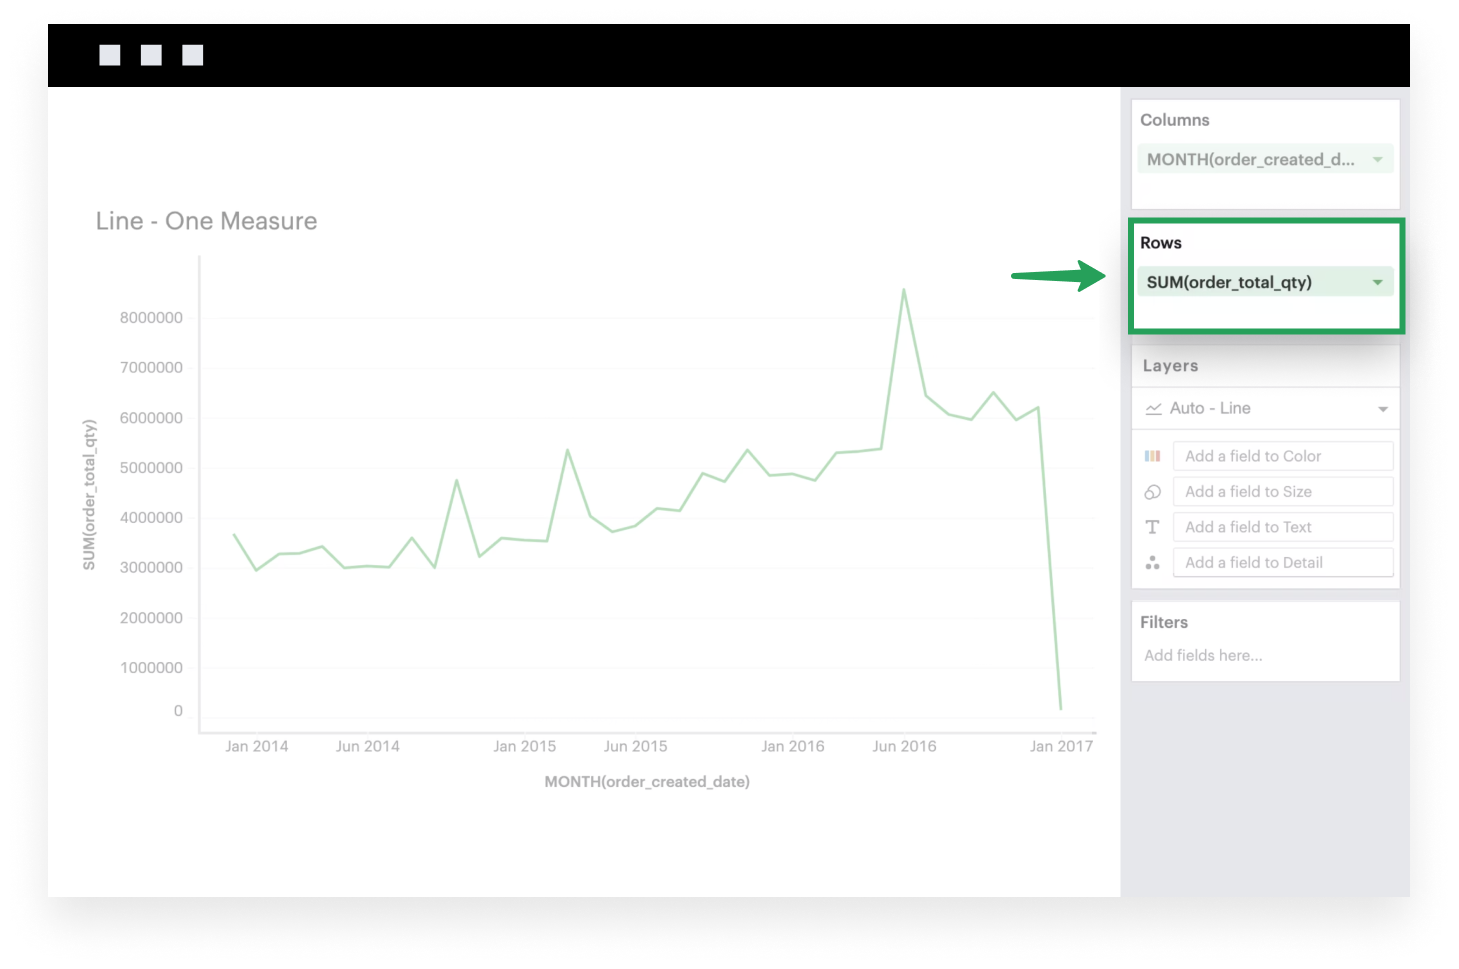 Columns
MONTH(order_created_d...
Line - One Measure
Rows
SUM(order_total_qty)
8000000
7000000
6000000
5000000
4000000
3000000
2000000
1000000
0
SUM(order_total_qty)
Jan 2014
Jun 2014
Jan 2015
Jun 2015
Jan 2016
Jun 2016
Jan 2017
MONTH(order_created_date)
Layers
Auto - Line
Add a field to Color
Add a field to Size
T
Add a field to Text
Add a field to Detail
Filters
Add fields here...